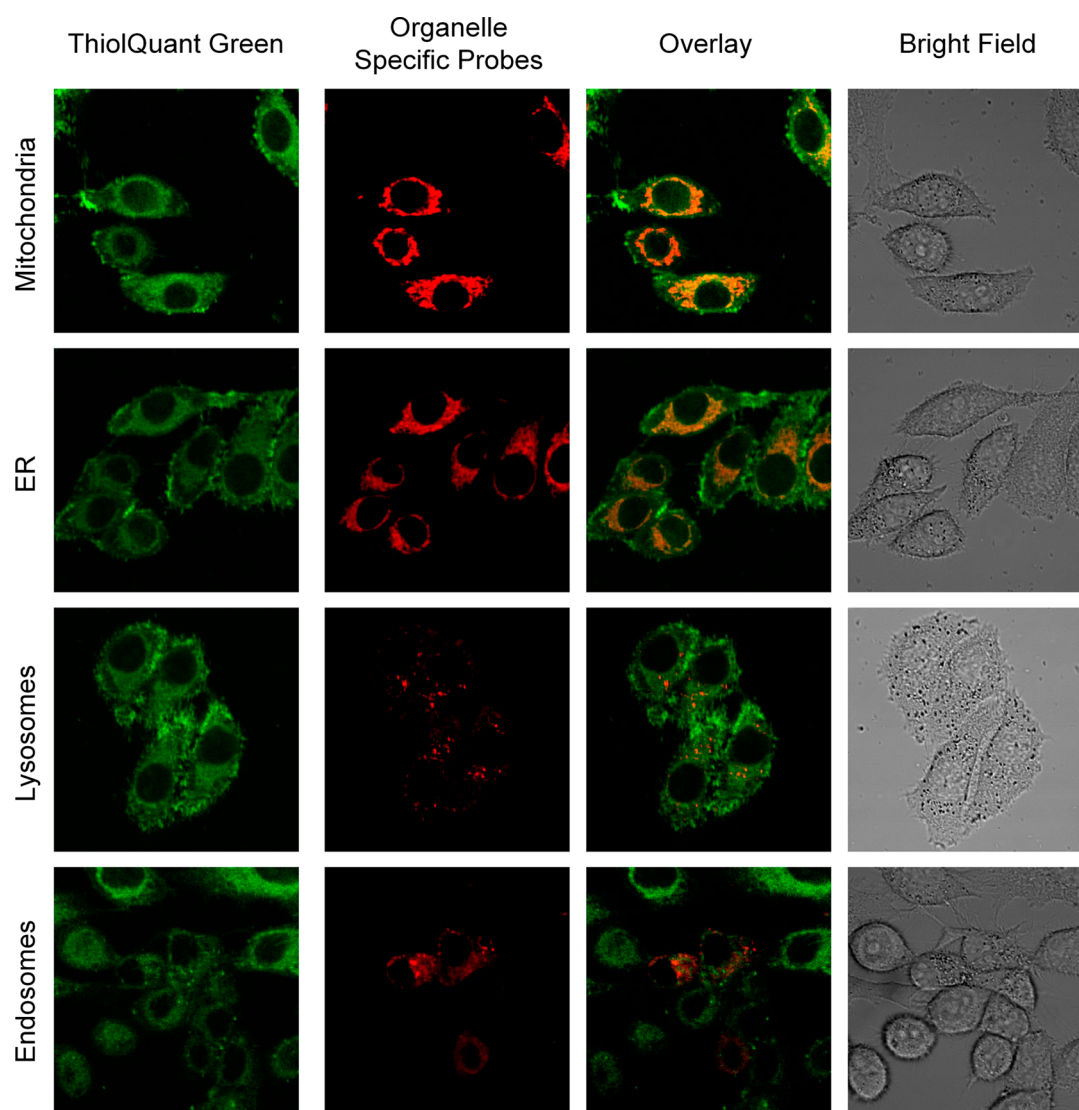 ThiolQuant Green
Organelle
Specific Probes
Overlay
Bright Field
Mitochondria
ER
Lysosomes
Endosomes